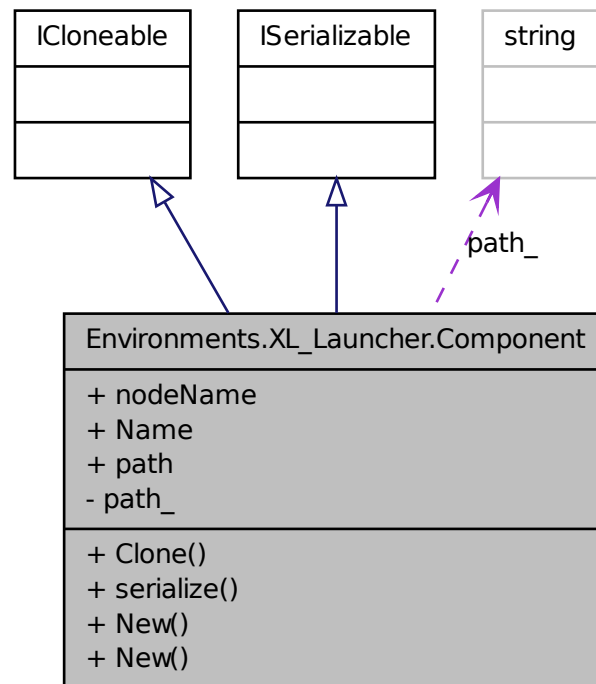 ICloneable
ISerializable
string
path_
Environments.XL_Launcher.Component
+ nodeName
+ Name
+ path
- path_
+ Clone()
+ serialize()
+ New()
+ New()